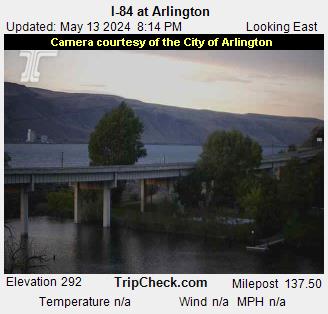 I-84 at Arlington
Updated: May 13 2024 8:14 PM Looking East
Camera courtesy of the City of Arlington
Elevation 292 TripCheck.com Milepost 137.50
Temperature n/a Wind n/a MPH n/a